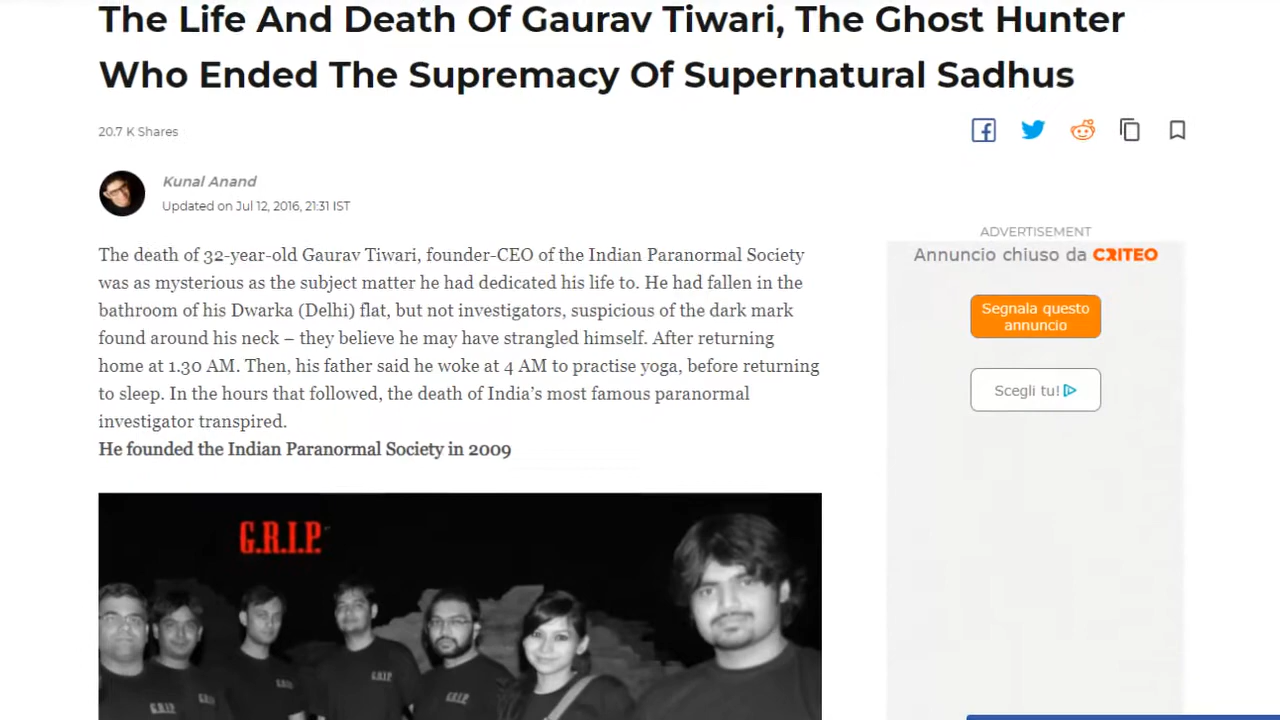 The Life And Death Of Gaurav Tiwari, The Ghost Hunter
Who Ended The Supremacy Of Supernatural Sadhus
20.7 K Shares
Kunal Anand
Updated on Jul 12, 2016, 21:31 IST
The death of 32-year-old Gaurav Tiwari, founder-CEO of the Indian Paranormal Society
was as mysterious as the subject matter he had dedicated his life to. He had fallen in the
bathroom of his Dwarka (Delhi) flat, but not investigators, suspicious of the dark mark
found around his neck – they believe he may have strangled himself. After returning
home at 1.30 AM. Then, his father said he woke at 4 AM to practise yoga, before returning
to sleep. In the hours that followed, the death of India's most famous paranormal
investigator transpired.
He founded the Indian Paranormal Society in 2009
G.R.I.P.
G.R.I.P.
G.R.I.P.
G.R.I.P.
G.R.I.P.
G.R.I.P.
ADVERTISEMENT
Annuncio chiuso da CRITEO
Segnala questo
annuncio
Scegli tu!